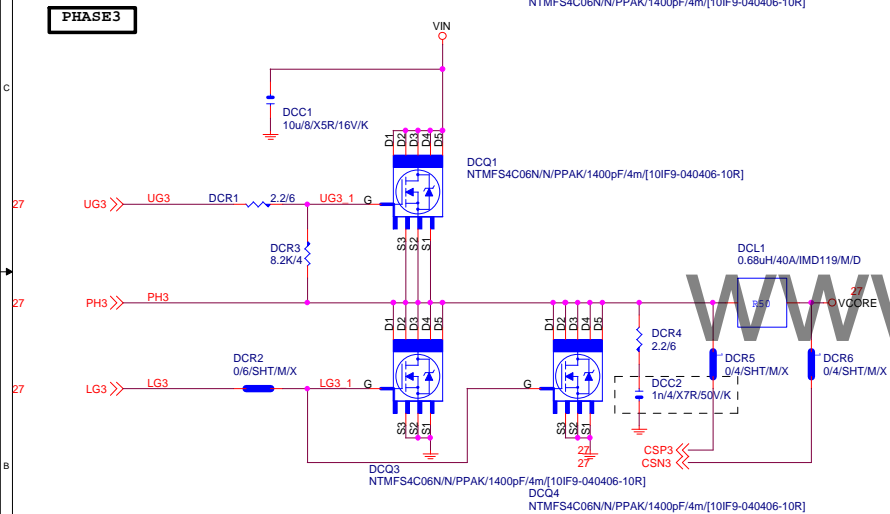 NTMFS4C06N/N/PPAK/1400pF/4m/[10IF9-040406-10R]
PHASE3
VIN
C
DCC1
10u/8/X5R/16V/K
D1
D2
D3
D4
D5
DCQ1
NTMFS4C06N/N/PPAK/1400pF/4m/[10IF9-040406-10R]
27
UG3
UG3
DCR1
2.2/6
UG3_1
G
S3
S2
S1
DCR3
8.2K/4
DCL1
0.68uH/40A/IMD119/M/D
27
PH3
PH3
R50
27
VCORE
WWW
D1
D2
D3
D4
D5
D1
D2
D3
D4
D5
DCR4
2.2/6
DCR2
0/6/SHT/M/X
DCR5
0/4/SHT/M/X
DCR6
0/4/SHT/M/X
27
LG3
LG3
LG3_1
G
G
DCC2
1n/4/X7R/50V/K
S3
S2
S1
S3
S2
S1
27
CSP3
27
CSN3
B
DCQ3
NTMFS4C06N/N/PPAK/1400pF/4m/[10IF9-040406-10R]
DCQ4
NTMFS4C06N/N/PPAK/1400pF/4m/[10IF9-040406-10R]